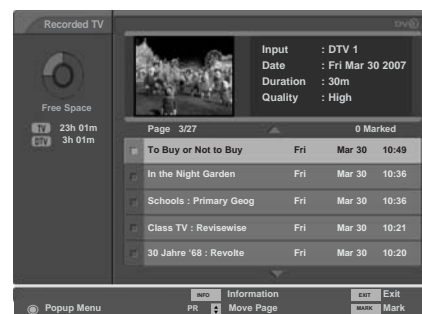 Recorded TV
DVR
Input : DTV 1
Date : Fri Mar 30 2007
Duration : 30m
Quality : High
Free Space
TV 23h 01m
DTV 3h 01m
Page 3/27 0 Marked
To Buy or Not to Buy Fri Mar 30 10:49
In the Night Garden Fri Mar 30 10:36
Schools : Primary Geog Fri Mar 30 10:36
Class TV : Revisewise Fri Mar 30 10:21
30 Jahre '68 : Revolte Fri Mar 30 10:20
INFO Information EXIT Exit
Popup Menu PR Move Page MARK Mark